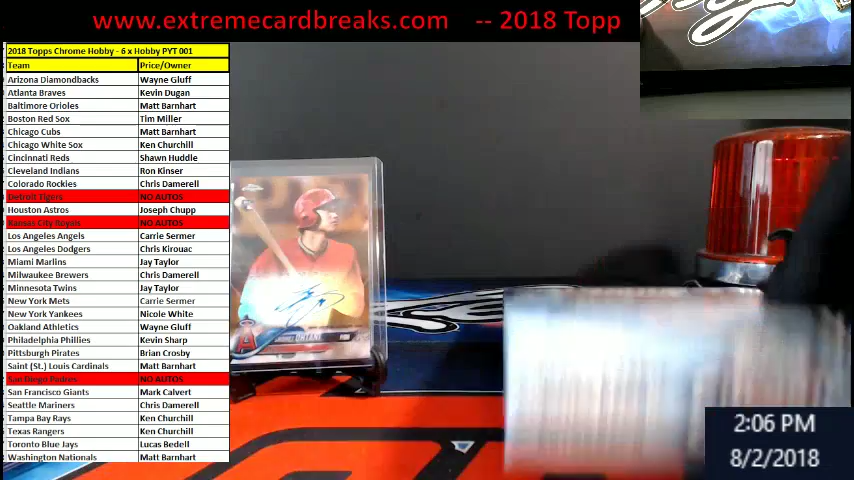 www.extremecardbreaks.com -- 2018 Topp
2018 Topps Chrome Hobby - 6 x Hobby PYT 001
Team Price/Owner
Arizona Diamondbacks Wayne Gluff
Atlanta Braves Kevin Dugan
Baltimore Orioles Matt Barnhart
Boston Red Sox Tim Miller
Chicago Cubs Matt Barnhart
Chicago White Sox Ken Churchill
Cincinnati Reds Shawn Huddle
Cleveland Indians Ron Kinser
Colorado Rockies Chris Damerell
Detroit Tigers NO AUTOS
Houston Astros Joseph Chupp
Kansas City Royals NO AUTOS
Los Angeles Angels Carrie Sermer
Los Angeles Dodgers Chris Kirouac
Miami Marlins Jay Taylor
Milwaukee Brewers Chris Damerell
Minnesota Twins Jay Taylor
New York Mets Carrie Sermer
New York Yankees Nicole White
Oakland Athletics Wayne Gluff
Philadelphia Phillies Kevin Sharp
Pittsburgh Pirates Brian Crosby
Saint (St.) Louis Cardinals Matt Barnhart
San Diego Padres NO AUTOS
San Francisco Giants Mark Calvert
Seattle Mariners Chris Damerell
Tampa Bay Rays Ken Churchill
Texas Rangers Ken Churchill
Toronto Blue Jays Lucas Bedell
Washington Nationals Matt Barnhart
OHTANI
2:06 PM
8/2/2018